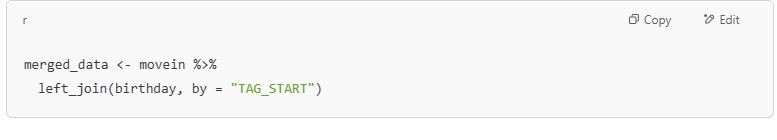 r Copy Edit
merged_data <- movein %>%
  left_join(birthday, by = "TAG_START")